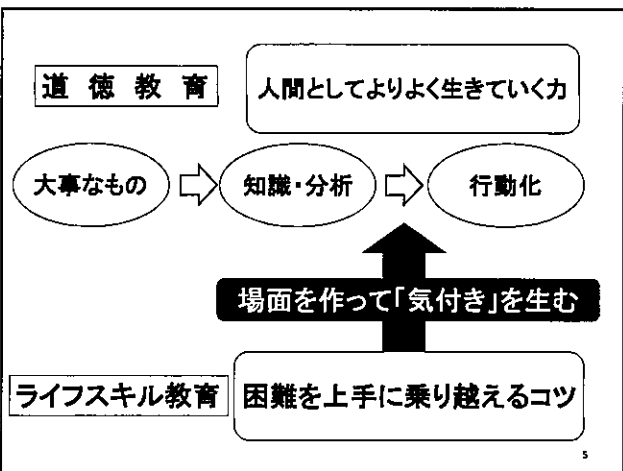 道 徳 教 育
人間としてよりよく生きていく力
大事なもの
知識・分析
行動化
場面を作って「気付き」を生む
ライフスキル教育
困難を上手に乗り越えるコツ
5